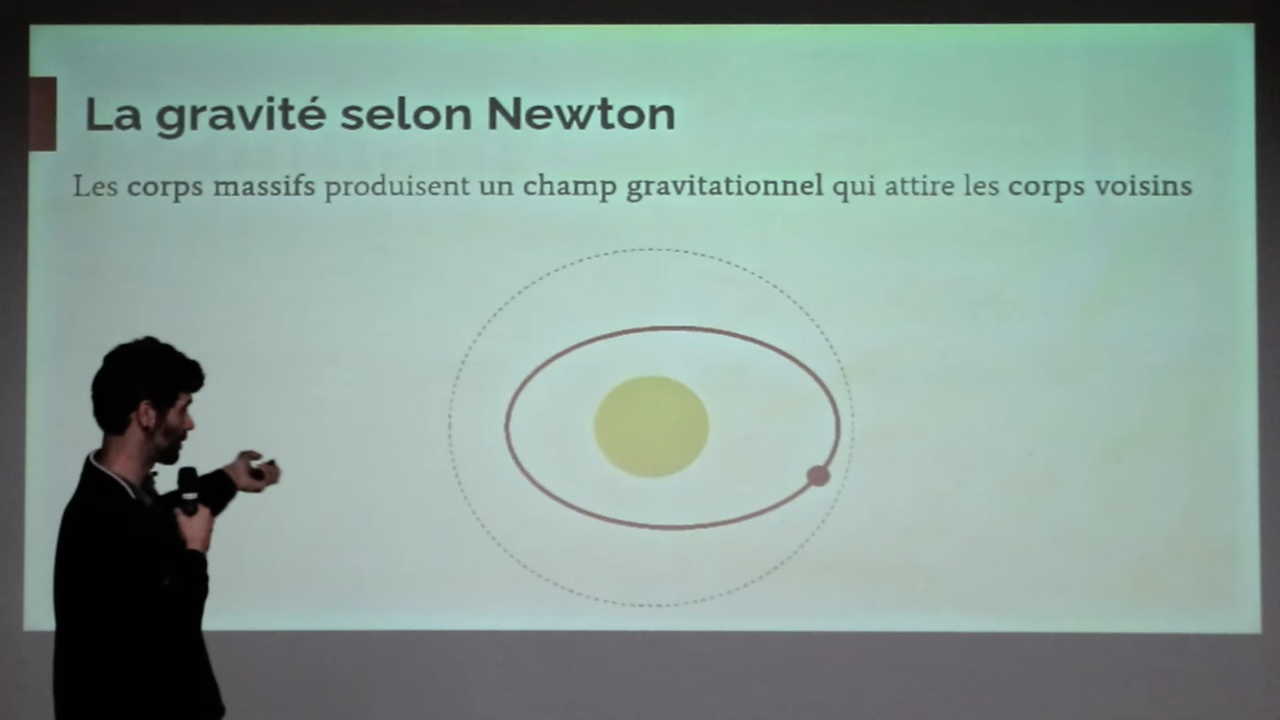 La gravité selon Newton
Les corps massifs produisent un champ gravitationnel qui attire les corps voisins